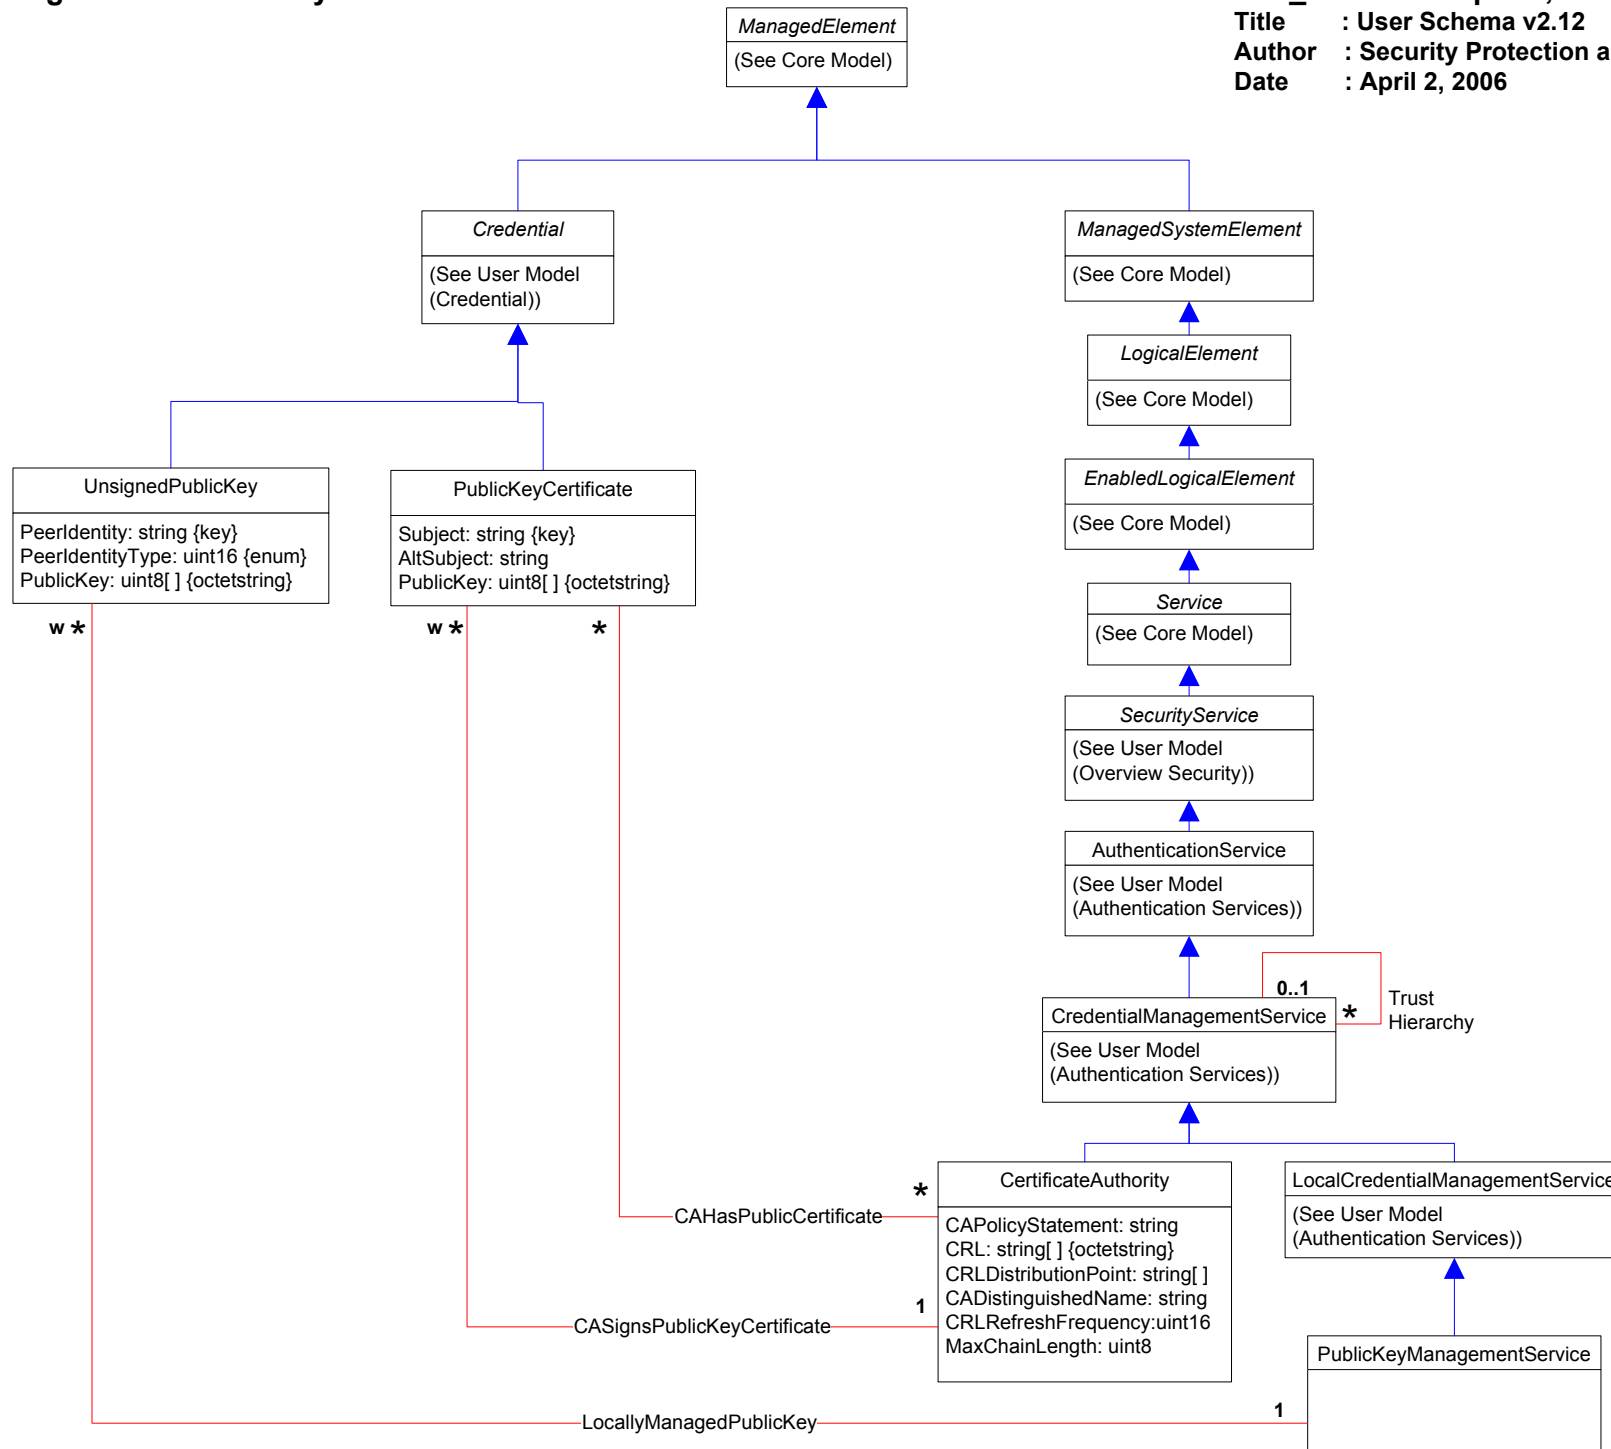 Title : User Schema v2.12
Author : Security Protection a
Date : April 2, 2006
ManagedElement
(See Core Model)
Credential
(See User Model
(Credential))
ManagedSystemElement
(See Core Model)
LogicalElement
(See Core Model)
EnabledLogicalElement
(See Core Model)
UnsignedPublicKey
PeerIdentity: string {key}
PeerIdentityType: uint16 {enum}
PublicKey: uint8[ ] {octetstring}
PublicKeyCertificate
Subject: string {key}
AltSubject: string
PublicKey: uint8[ ] {octetstring}
w *
w *
*
Service
(See Core Model)
SecurityService
(See User Model
(Overview Security))
AuthenticationService
(See User Model
(Authentication Services))
0..1
*
Trust
Hierarchy
CredentialManagementService
(See User Model
(Authentication Services))
*
CAHasPublicCertificate
1
CASignsPublicKeyCertificate
CertificateAuthority
CAPolicyStatement: string
CRL: string[ ] {octetstring}
CRLDistributionPoint: string[ ]
CADistinguishedName: string
CRLRefreshFrequency:uint16
MaxChainLength: uint8
LocalCredentialManagementService
(See User Model
(Authentication Services))
PublicKeyManagementService
1
LocallyManagedPublicKey